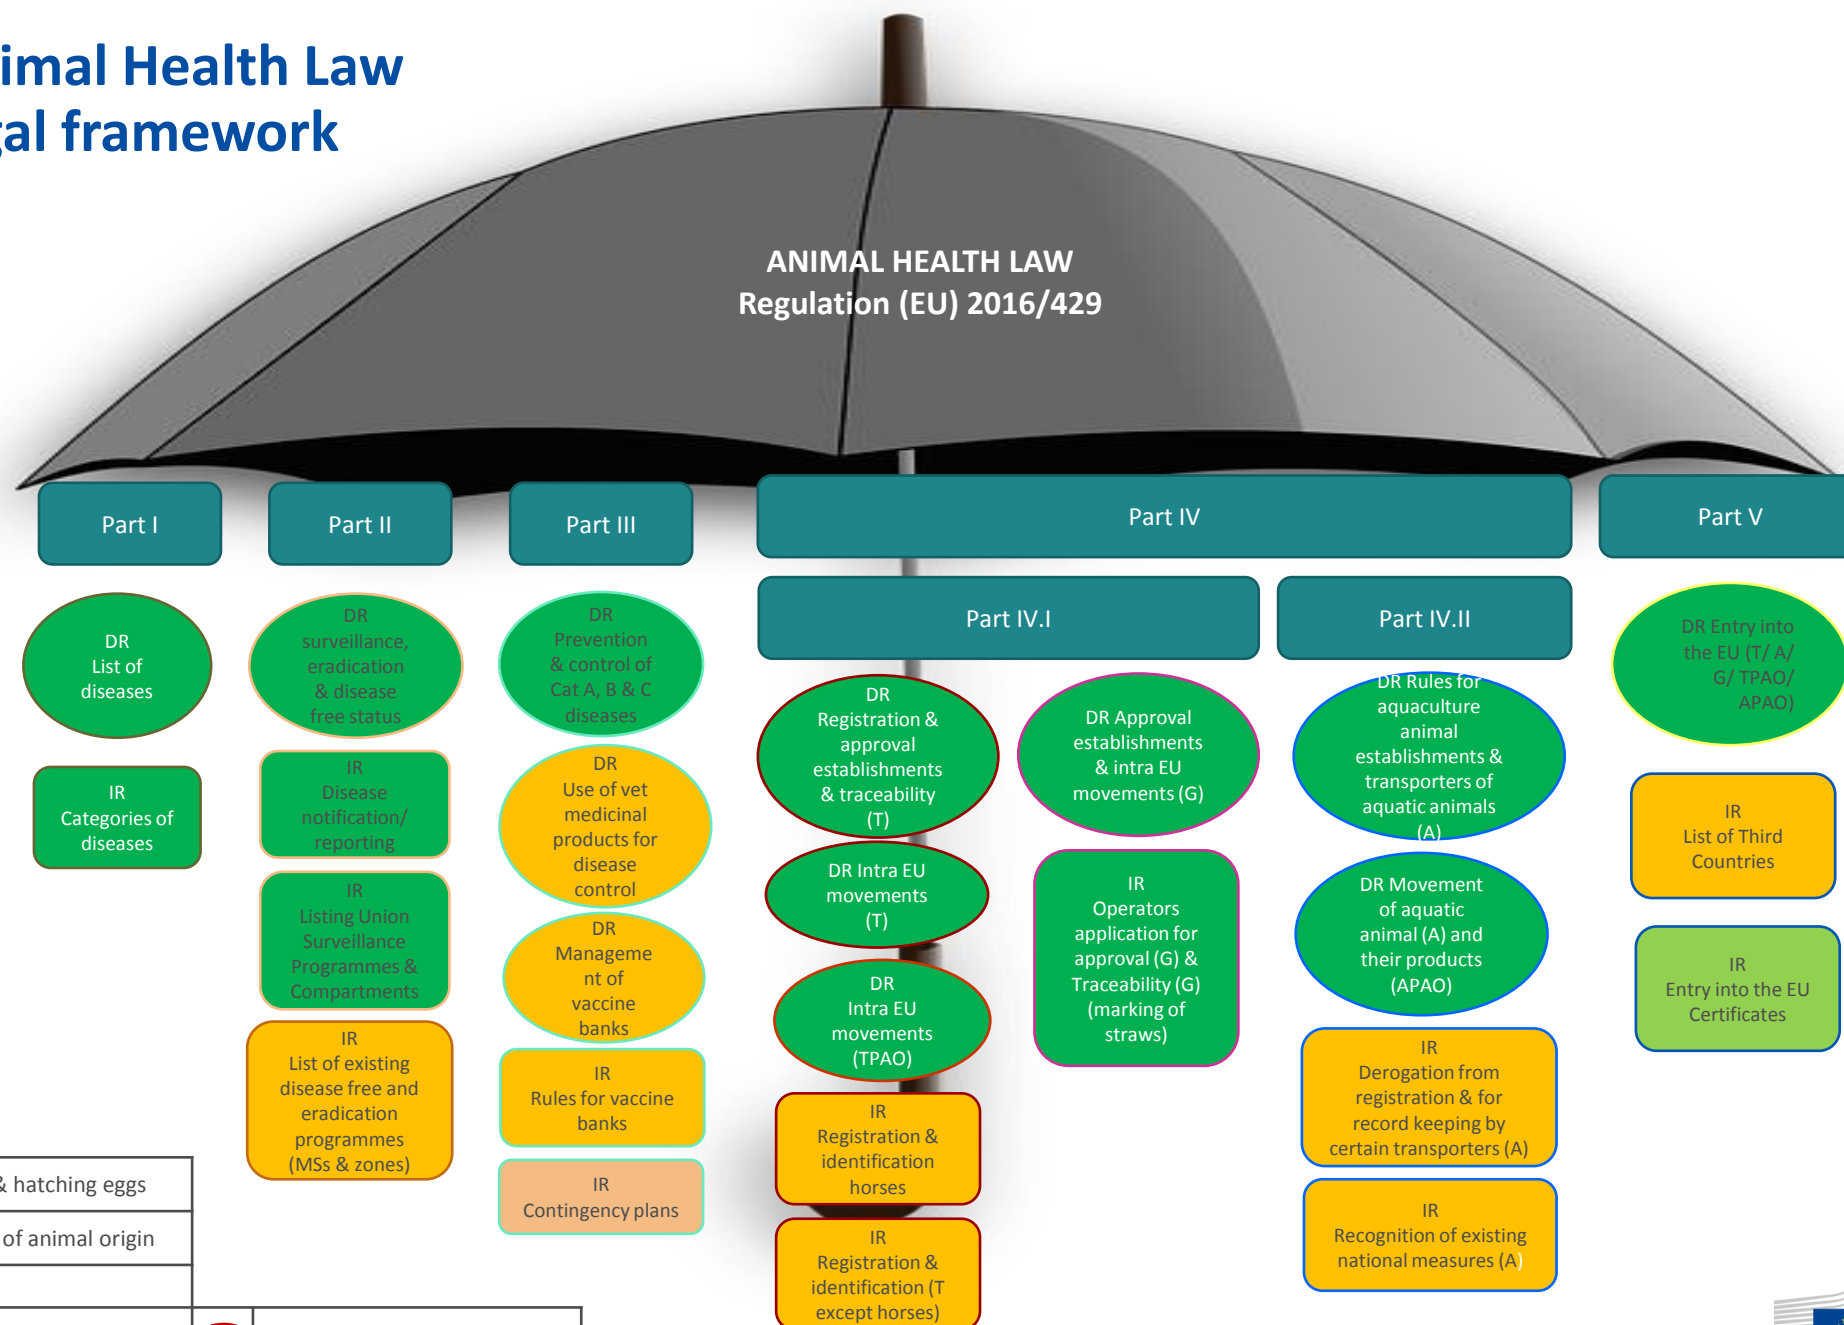 imal Health Law
gal framework
ANIMAL HEALTH LAW
Regulation (EU) 2016/429
Part I
Part II
Part III
Part IV
Part V
Part IV.I
Part IV.II
DR
List of
diseases
IR
Categories of
diseases
DR
surveillance,
eradication
& disease
free status
IR
Disease
notification/
reporting
IR
Listing Union
Surveillance
Programmes &
Compartments
IR
List of existing
disease free and
eradication
programmes
(MSs & zones)
DR
Prevention
& control of
Cat A, B & C
diseases
DR
Use of vet
medicinal
products for
disease
control
DR
Manageme
nt of
vaccine
banks
IR
Rules for vaccine
banks
IR
Contingency plans
DR
Registration &
approval
establishments
& traceability
(T)
DR Intra EU
movements
(T)
DR
Intra EU
movements
(TPAO)
IR
Registration &
identification
horses
IR
Registration &
identification (T
except horses)
DR Approval
establishments
& intra EU
movements (G)
IR
Operators
application for
approval (G) &
Traceability (G)
(marking of
straws)
DR Rules for
aquaculture
animal
establishments &
transporters of
aquatic animals
(A)
DR Movement
of aquatic
animal (A) and
their products
(APAO)
IR
Derogation from
registration & for
record keeping by
certain transporters (A)
IR
Recognition of existing
national measures (A)
DR Entry into
the EU (T/ A/
G/ TPAO/
APAO)
IR
List of Third
Countries
IR
Entry into the EU
Certificates
& hatching eggs
of animal origin